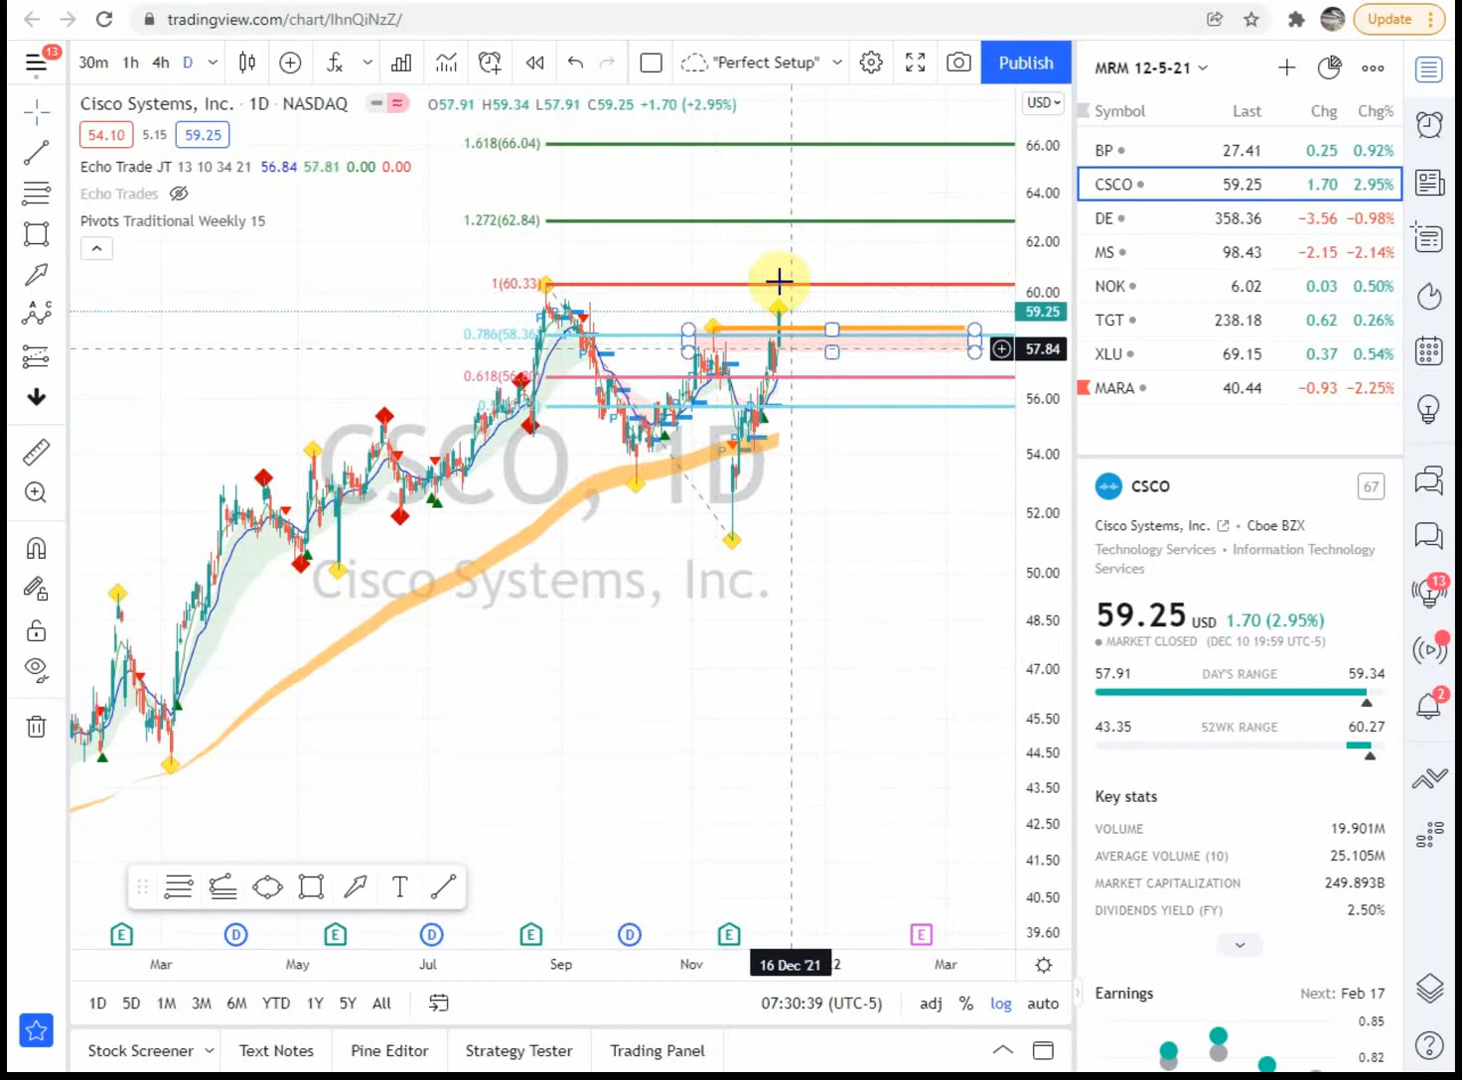 tradingview.com/chart/IhnQiNzZ/
Update
13
30m 1h 4h D
"Perfect Setup"
Publish
MRM 12-5-21
Cisco Systems, Inc. · 1D · NASDAQ
O57.91 H59.34 L57.91 C59.25 +1.70 (+2.95%)
USD
54.10 5.15 59.25
Echo Trade JT 13 10 34 21 56.84 57.81 0.00 0.00
Echo Trades
Pivots Traditional Weekly 15
Symbol Last Chg Chg%
BP 27.41 0.25 0.92%
CSCO 59.25 1.70 2.95%
DE 358.36 −3.56 −0.98%
MS 98.43 −2.15 −2.14%
NOK 6.02 0.03 0.50%
TGT 238.18 0.62 0.26%
XLU 69.15 0.37 0.54%
MARA 40.44 −0.93 −2.25%
1.618(66.04)
1.272(62.84)
1(60.33)
0.786(58.36)
66.00
64.00
62.00
60.00
59.25
57.84
56.00
54.00
52.00
50.00
48.50
47.00
45.50
44.50
43.50
42.50
41.50
40.50
39.60
CSCO, 1D
Cisco Systems, Inc.
CSCO
67
Cisco Systems, Inc. • Cboe BZX
Technology Services • Information Technology
Services
59.25 USD 1.70 (2.95%)
MARKET CLOSED (DEC 10 19:59 UTC-5)
57.91 DAY'S RANGE 59.34
43.35 52WK RANGE 60.27
Key stats
VOLUME 19.901M
AVERAGE VOLUME (10) 25.105M
MARKET CAPITALIZATION 249.893B
DIVIDENDS YIELD (FY) 2.50%
13
2
T
E D E D E D E E
Mar May Jul Sep Nov 16 Dec '21 2 Mar
1D 5D 1M 3M 6M YTD 1Y 5Y All
07:30:39 (UTC-5) adj % log auto
Earnings Next: Feb 17
0.85
0.82
Stock Screener Text Notes Pine Editor Strategy Tester Trading Panel